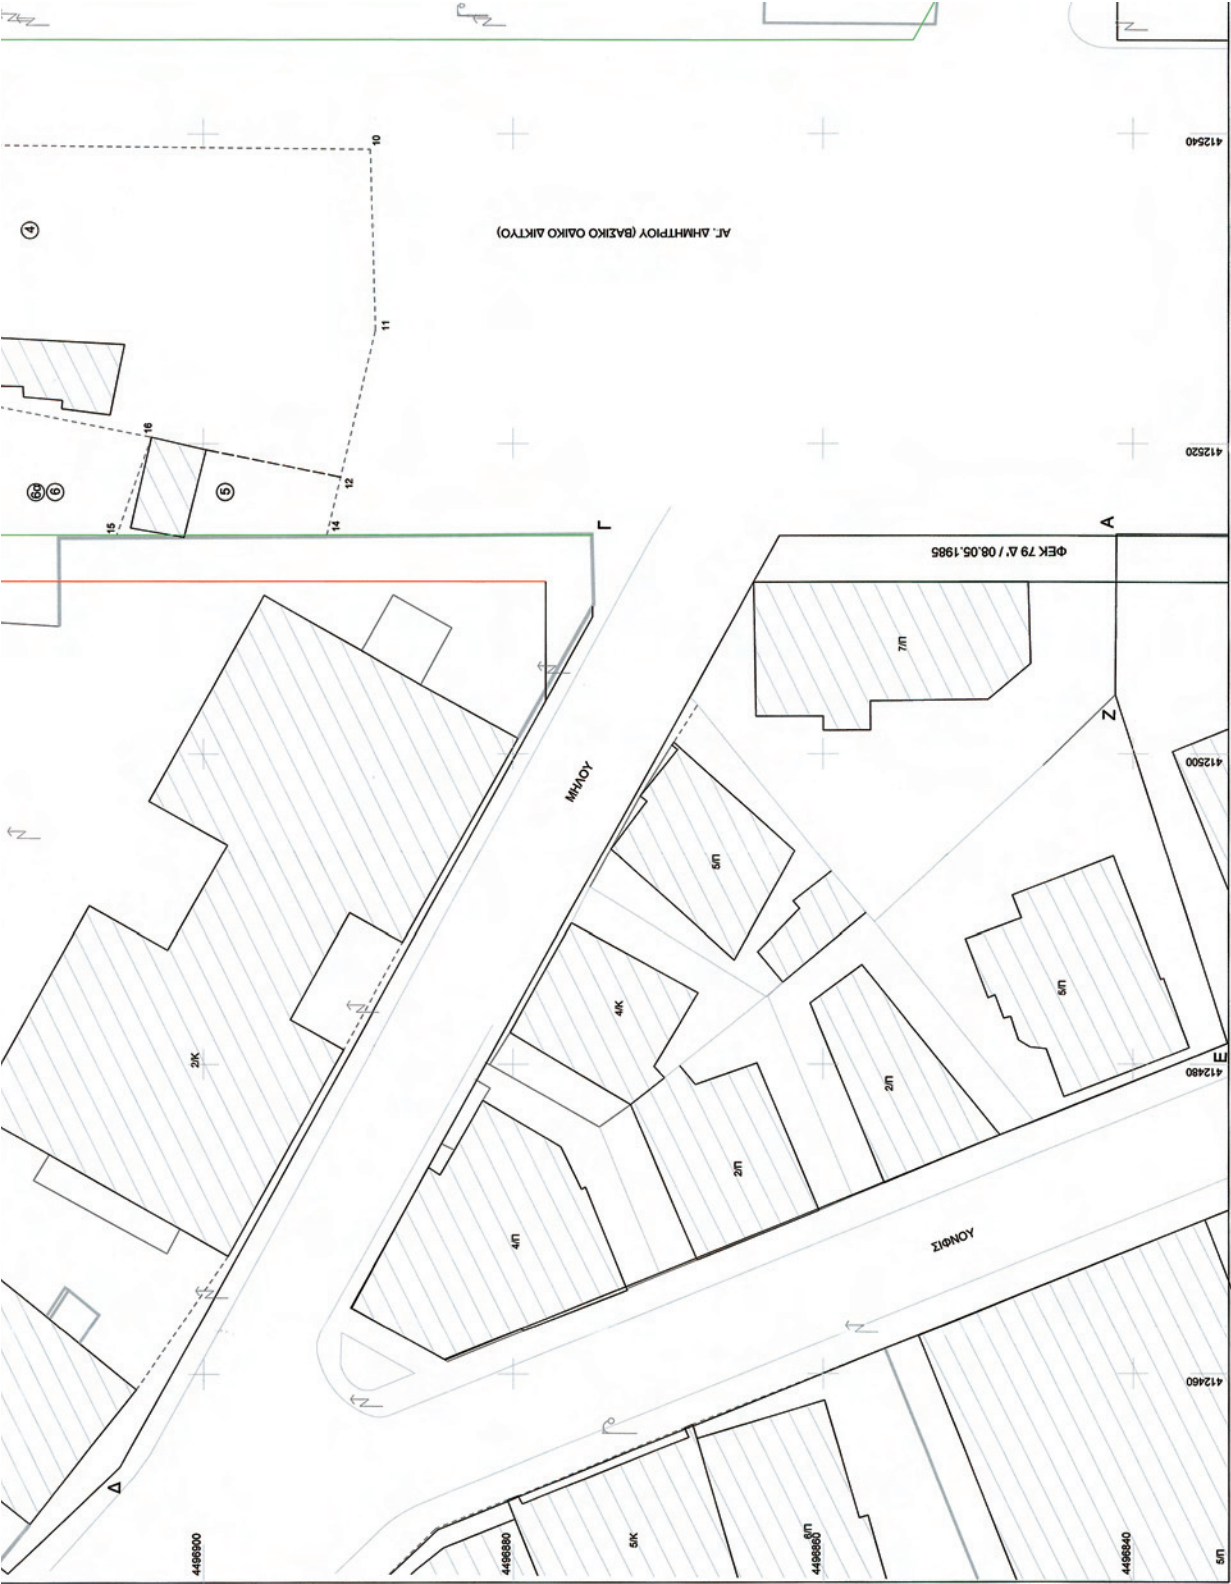 10
412540
④
ΑΓ. ΔΗΜΗΤΡΙΟΥ (ΒΑΣΙΚΟ ΟΔΙΚΟ ΔΙΚΤΥΟ)
11
16
412520
6α
⑥
⑤
12
15
14
Γ
Α
ΦΕΚ 79 Δ' / 08.05.1985
7/Π
Ζ
412500
ΜΗΛΟΥ
5/Π
4/Κ
5/Π
2/Κ
Ε
412480
2/Π
2/Π
4/Π
ΣΙΦΝΟΥ
412460
Δ
4496900
4496880
5/Κ
6/Π
4496860
4496840
5/Π